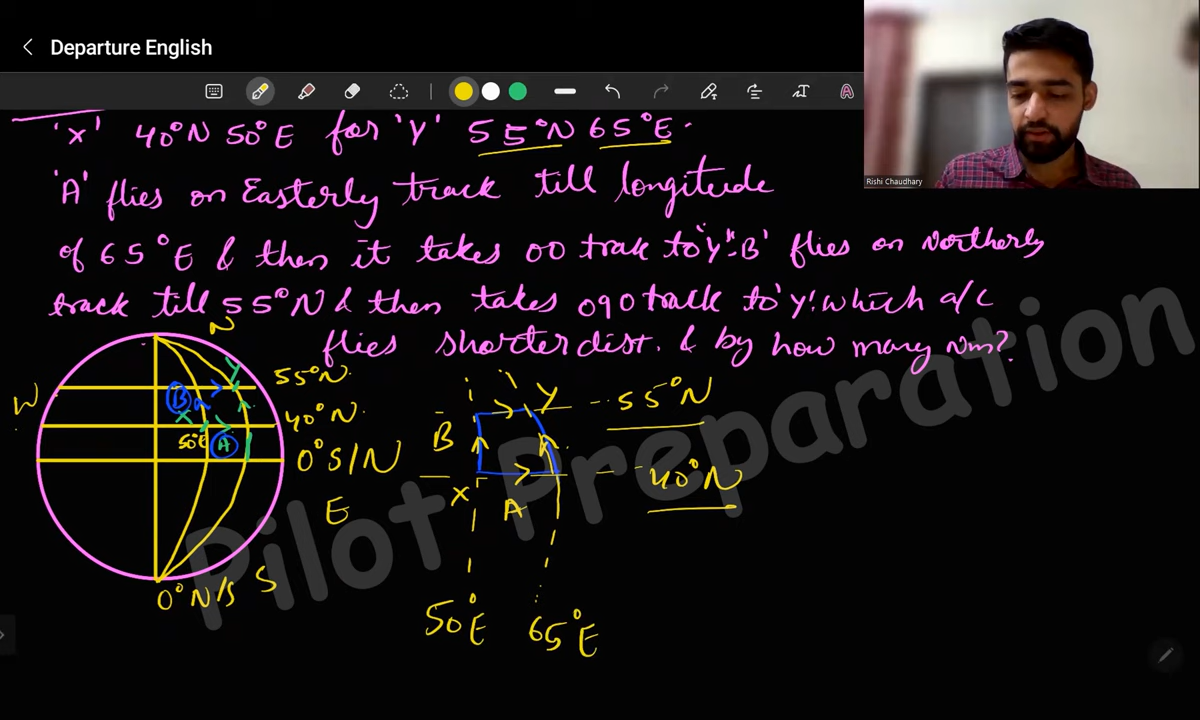 Departure English
Rishi Chaudhary
'X' 40°N 50°E for 'Y' 55°N 65°E.
'A' flies on Easterly track till longitude
of 65°E & then it takes 00 trak to 'Y'. 'B' flies on Northerly
track till 55°N & then takes 090 track to 'Y'. which a/c
flies shorter dist. & by how many Nm?
N
Y
55°N.
W
B
X
40°N.
50°E
A
0°S/N
E
0°N/S S
Y
55°N
B
X
A
40°N
50°E 65°E
Pilot Preparation